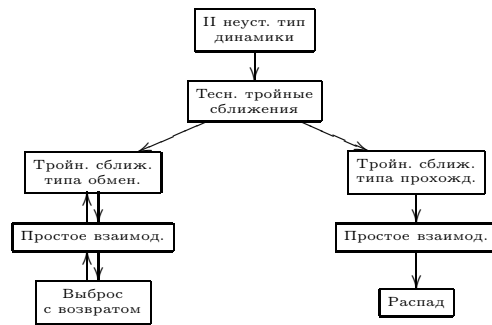 II неуст. тип
динамики
Тесн. тройные
сближения
Тройн. сближ.
типа обмен.
Тройн. сближ.
типа прохожд.
Простое взаимод.
Простое взаимод.
Выброс
с возвратом
Распад